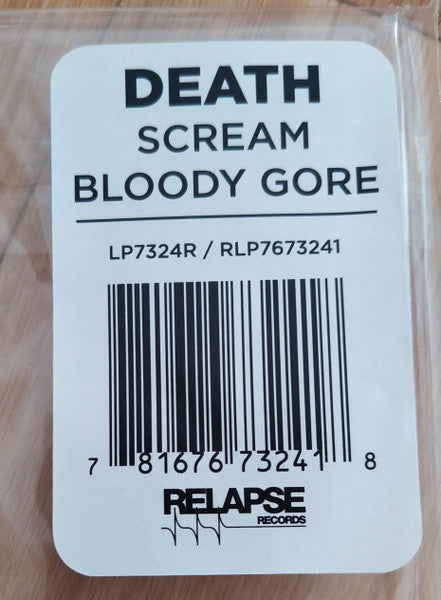 DEATH
SCREAM
BLOODY GORE
LP7324R / RLP7673241
7 81676 73241 8
RELAPSE
RECORDS